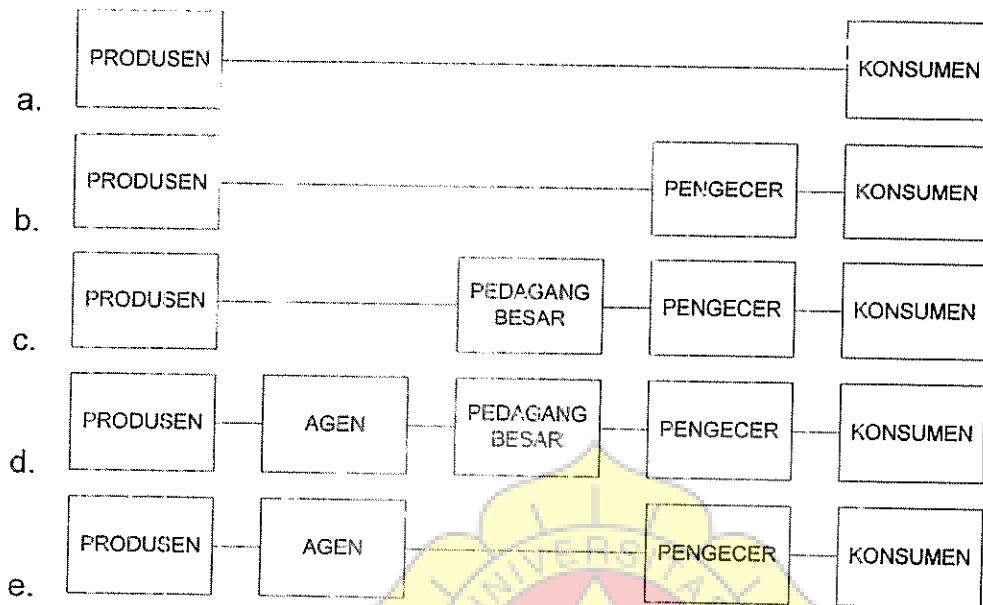 a. PRODUSEN KONSUMEN
b. PRODUSEN PENGECER KONSUMEN
c. PRODUSEN PEDAGANG BESAR PENGECER KONSUMEN
d. PRODUSEN AGEN PEDAGANG BESAR PENGECER KONSUMEN
e. PRODUSEN AGEN PENGECER KONSUMEN
UNIVERSITAS